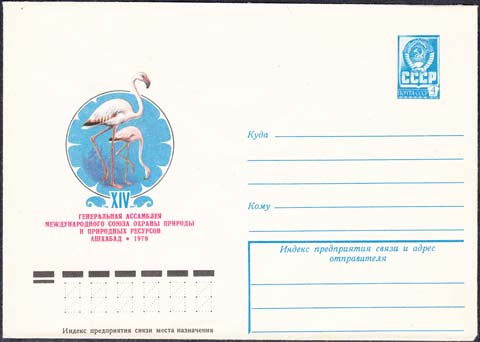 СССР
ПОЧТА СССР
4
XIV
ГЕНЕРАЛЬНАЯ АССАМБЛЕЯ
МЕЖДУНАРОДНОГО СОЮЗА ОХРАНЫ ПРИРОДЫ
И ПРИРОДНЫХ РЕСУРСОВ
АШХАБАД • 1978
Куда
Кому
Индекс предприятия связи и адрес
отправителя
Индекс предприятия связи места назначения